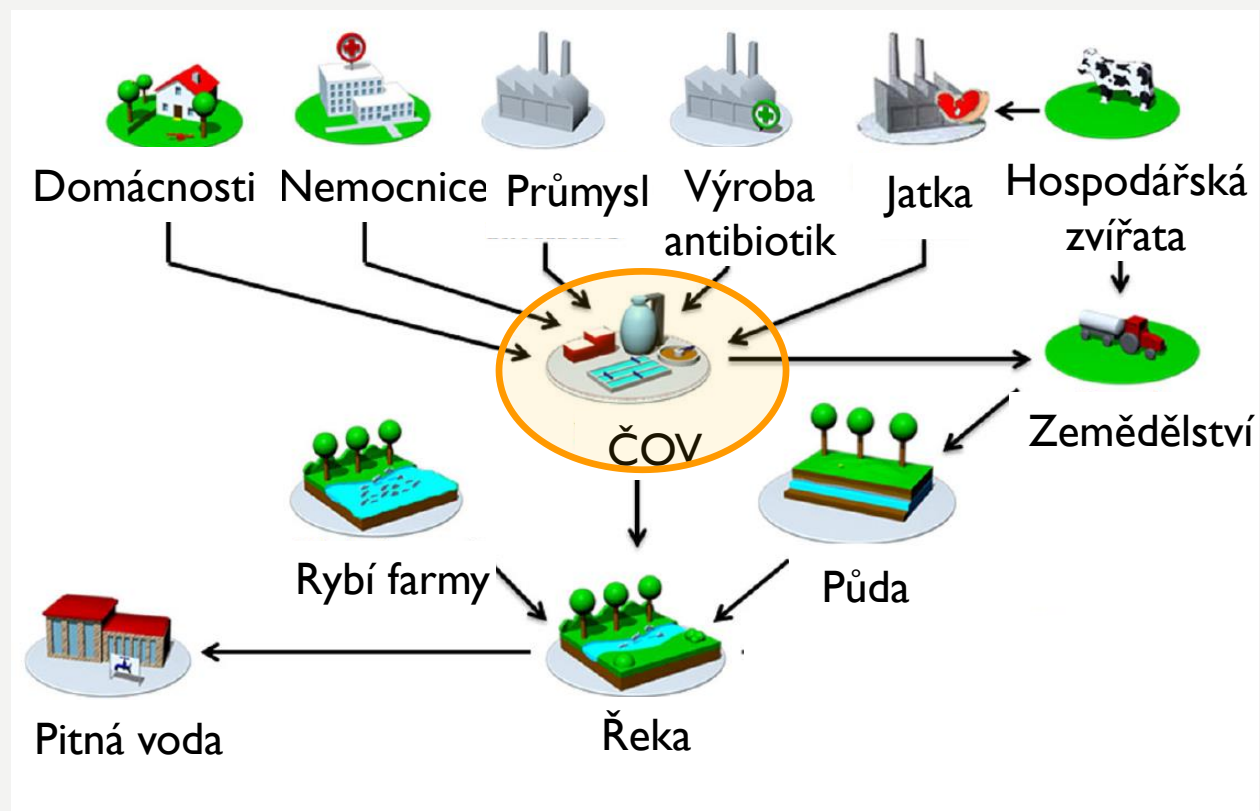 Domácnosti
Nemocnice
Průmysl
Výroba
antibiotik
Jatka
Hospodářská
zvířata
Zemědělství
ČOV
Rybí farmy
Půda
Řeka
Pitná voda